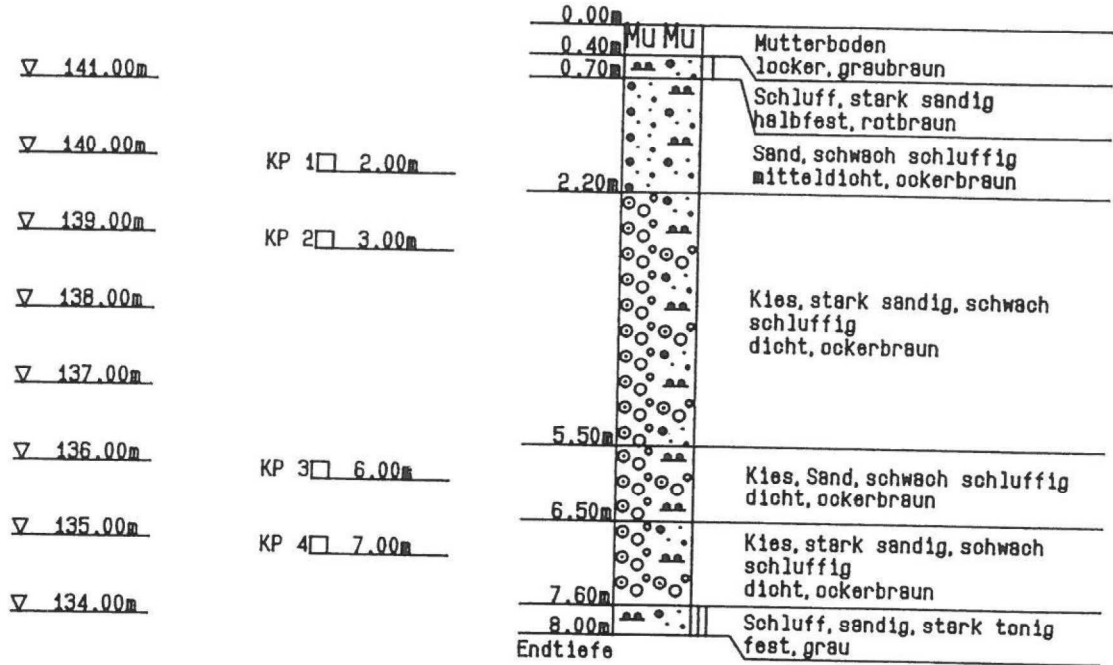 0.00m
Mu Mu
0.40m
Mutterboden
locker, graubraun
141.00m
0.70m
Schluff, stark sandig
halbfest, rotbraun
140.00m
KP 1 2.00m
Sand, schwach schluffig
mitteldicht, ockerbraun
2.20m
139.00m
KP 2 3.00m
138.00m
Kies, stark sandig, schwach
schluffig
dicht, ockerbraun
137.00m
5.50m
136.00m
KP 3 6.00m
Kies, Sand, schwach schluffig
dicht, ockerbraun
6.50m
135.00m
KP 4 7.00m
Kies, stark sandig, schwach
schluffig
dicht, ockerbraun
7.60m
134.00m
8.00m
Schluff, sandig, stark tonig
fest, grau
Endtiefe